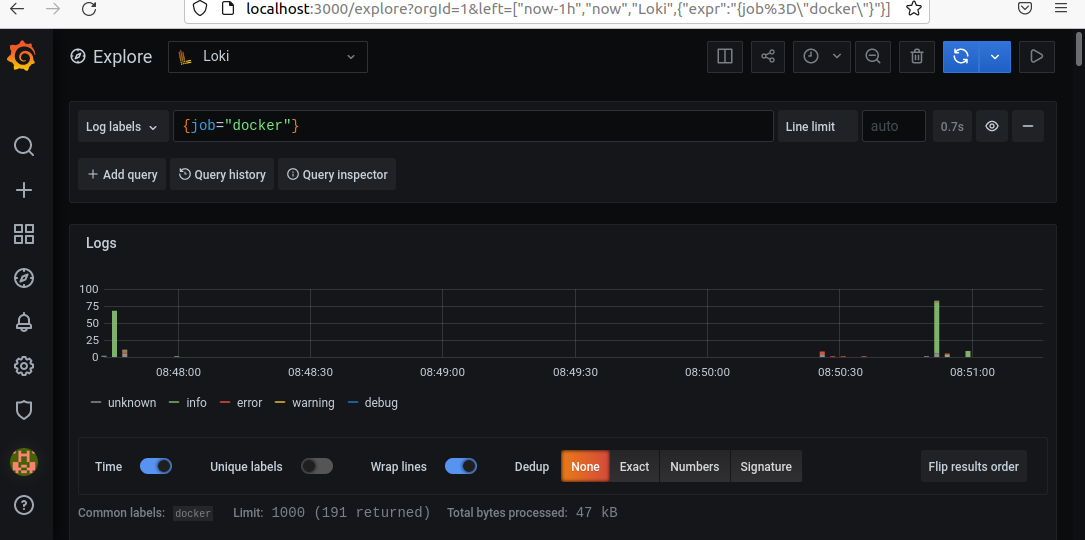 localhost:3000/explore?orgId=1&left=["now-1h","now","Loki",{"expr":"{job%3D\"docker\"}"}]
Explore Loki
Log labels {job="docker"} Line limit auto 0.7s
+ Add query Query history Query inspector
Logs
100
75
50
25
0
08:48:00 08:48:30 08:49:00 08:49:30 08:50:00 08:50:30 08:51:00
unknown info error warning debug
Time Unique labels Wrap lines Dedup None Exact Numbers Signature Flip results order
Common labels: docker Limit: 1000 (191 returned) Total bytes processed: 47 kB